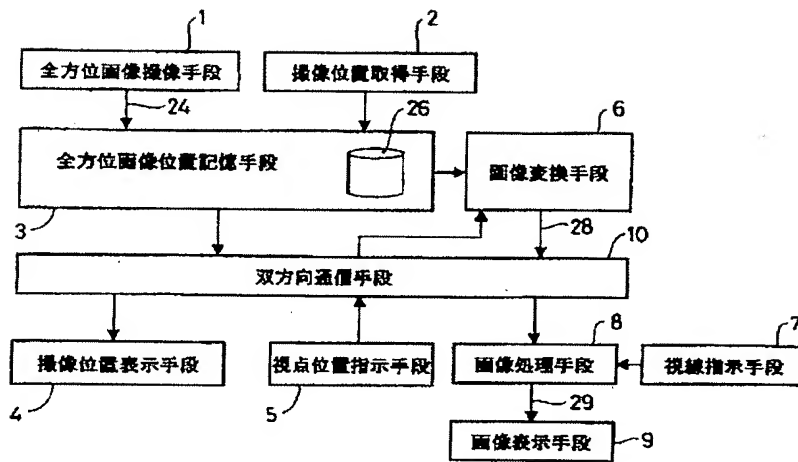 1
2
全方位画像撮像手段
撮像位置取得手段
24
26
6
全方位画像位置記憶手段
画像変換手段
3
28
10
双方向通信手段
8
7
撮像位置表示手段
視点位置指示手段
画像処理手段
視線指示手段
4
5
29
画像表示手段
9